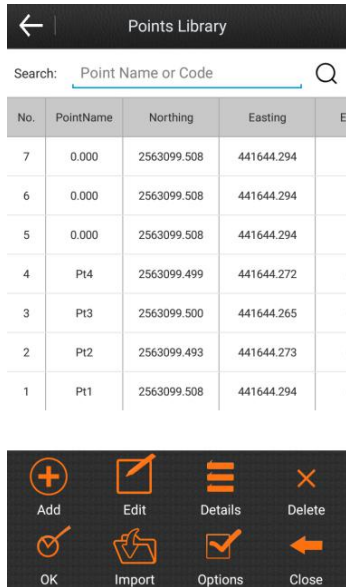 Points Library
Search: Point Name or Code
No. PointName Northing Easting E
7 0.000 2563099.508 441644.294
6 0.000 2563099.508 441644.294
5 0.000 2563099.508 441644.294
4 Pt4 2563099.499 441644.272
3 Pt3 2563099.500 441644.265
2 Pt2 2563099.493 441644.273
1 Pt1 2563099.508 441644.294
Add Edit Details Delete
OK Import Options Close